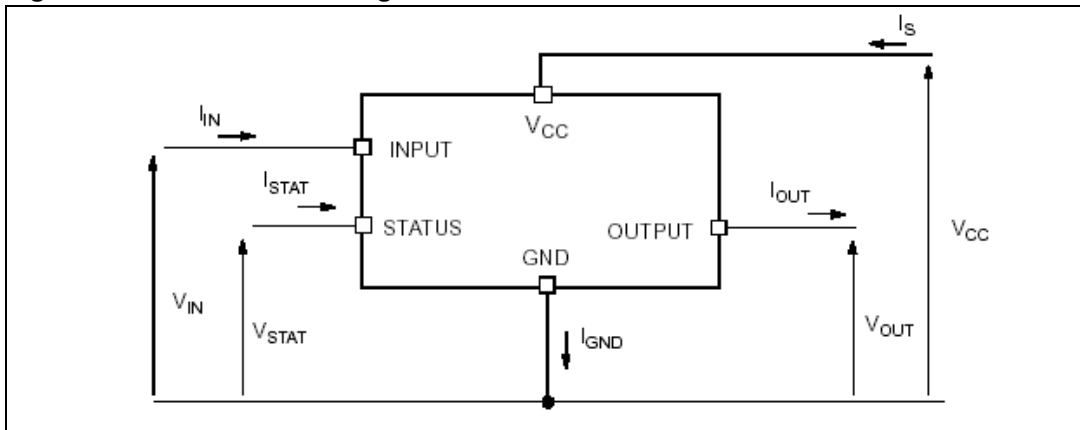 I_S
V_CC
I_IN
INPUT
I_STAT
I_OUT
STATUS
OUTPUT
V_CC
GND
V_IN
V_STAT
I_GND
V_OUT